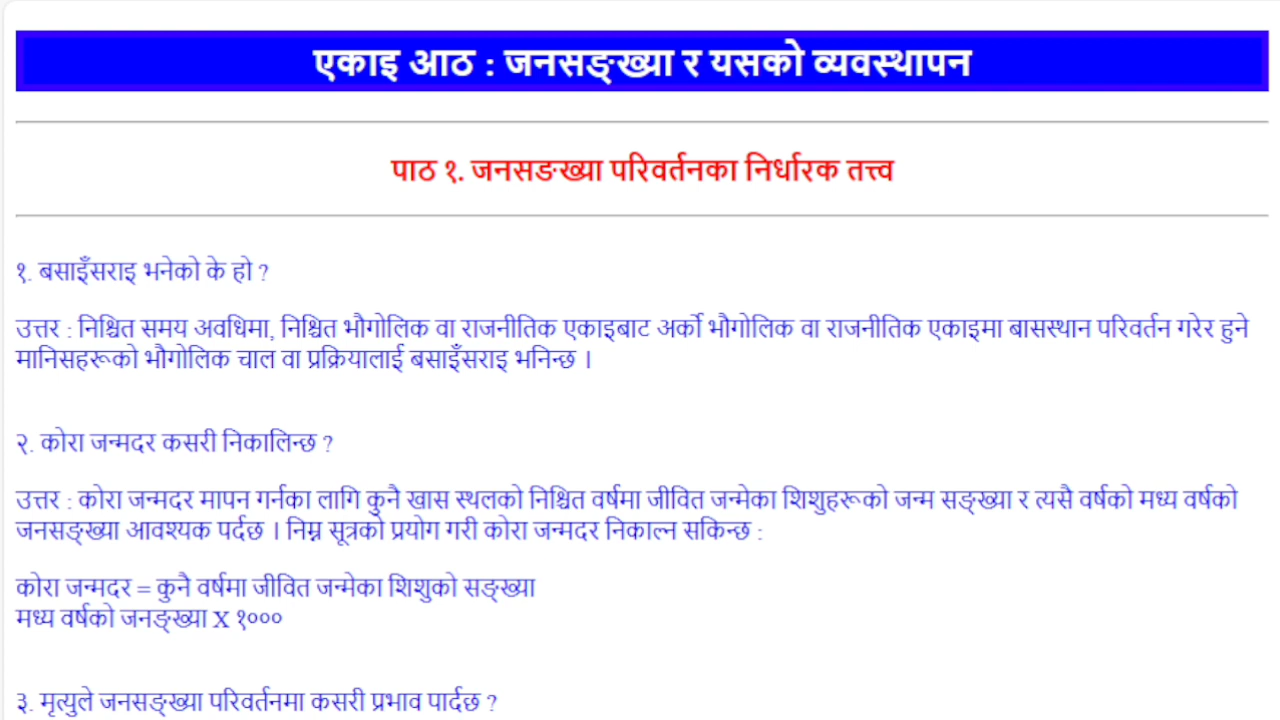 एकाइ आठ : जनसङ्ख्या र यसको व्यवस्थापन
पाठ १. जनसङख्या परिवर्तनका निर्धारक तत्त्व
१. बसाइँसराइ भनेको के हो ?
उत्तर : निश्चित समय अवधिमा, निश्चित भौगोलिक वा राजनीतिक एकाइबाट अर्को भौगोलिक वा राजनीतिक एकाइमा बासस्थान परिवर्तन गरेर हुने
मानिसहरूको भौगोलिक चाल वा प्रक्रियालाई बसाइँसराइ भनिन्छ ।
२. कोरा जन्मदर कसरी निकालिन्छ ?
उत्तर : कोरा जन्मदर मापन गर्नका लागि कुनै खास स्थलको निश्चित वर्षमा जीवित जन्मेका शिशुहरूको जन्म सङ्ख्या र त्यसै वर्षको मध्य वर्षको
जनसङ्ख्या आवश्यक पर्दछ । निम्न सूत्रको प्रयोग गरी कोरा जन्मदर निकाल्न सकिन्छ :
कोरा जन्मदर = कुनै वर्षमा जीवित जन्मेका शिशुको सङ्ख्या
मध्य वर्षको जनङ्ख्या X १०००
३. मृत्युले जनसङ्ख्या परिवर्तनमा कसरी प्रभाव पार्दछ ?